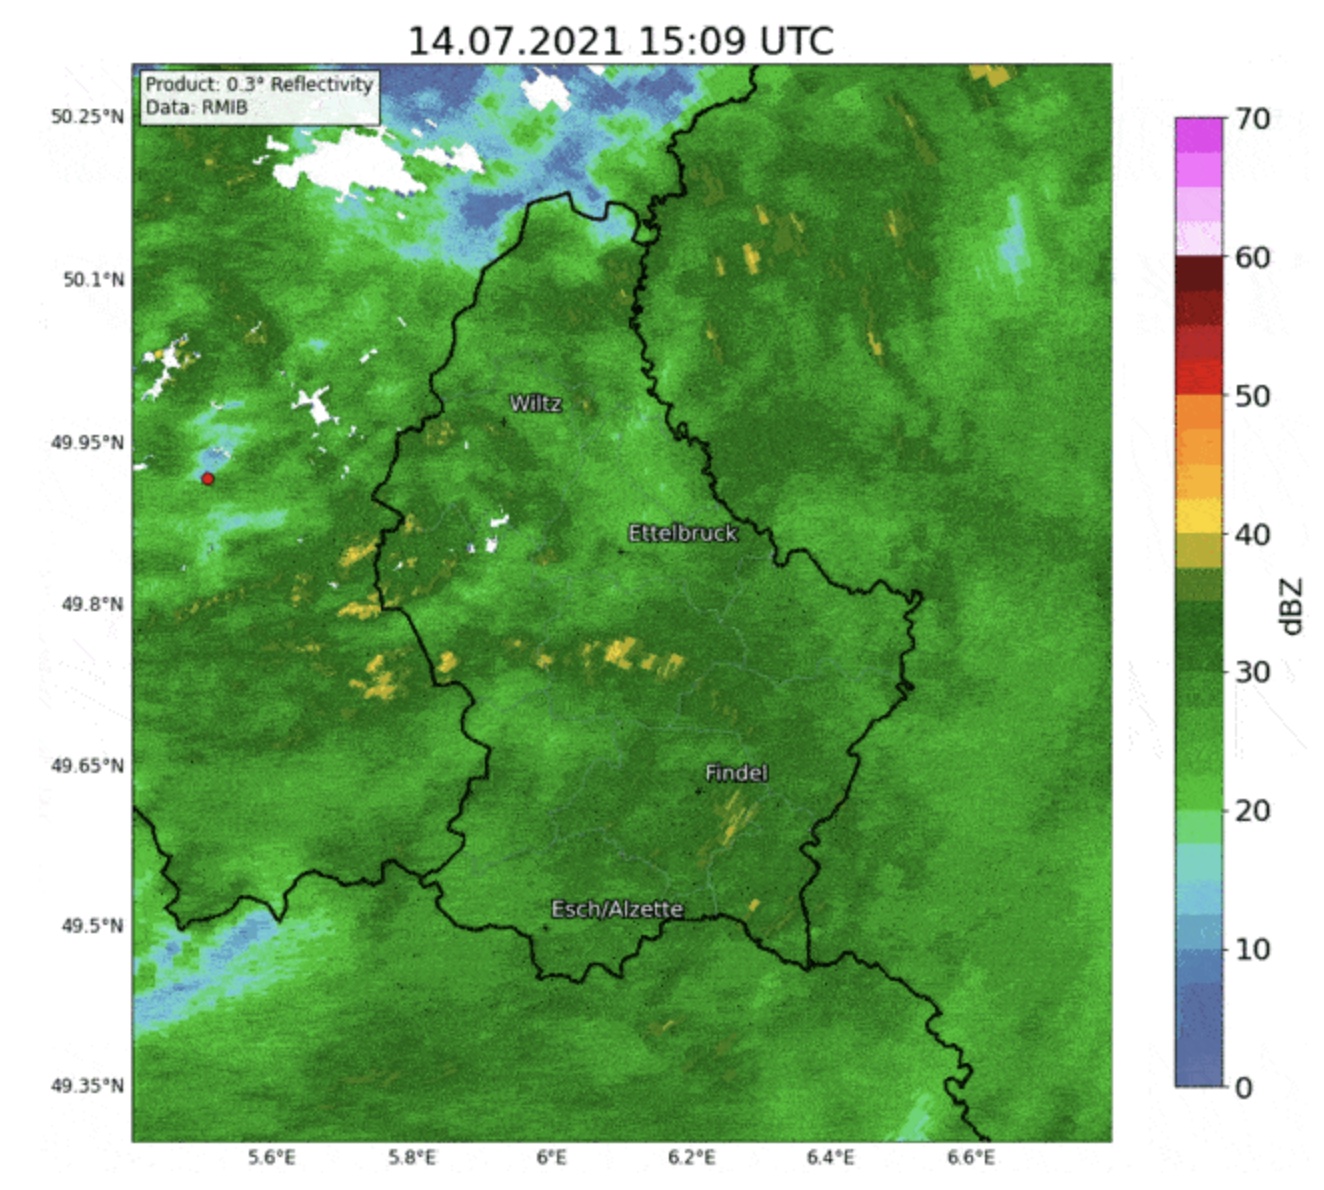 14.07.2021 15:09 UTC
Product: 0.3° Reflectivity
Data: RMIB
50.25°N
50.1°N
49.95°N
49.8°N
49.65°N
49.5°N
49.35°N
Wiltz
Ettelbruck
Findel
Esch/Alzette
5.6°E
5.8°E
6°E
6.2°E
6.4°E
6.6°E
70
60
50
40
30
20
10
0
dBZ